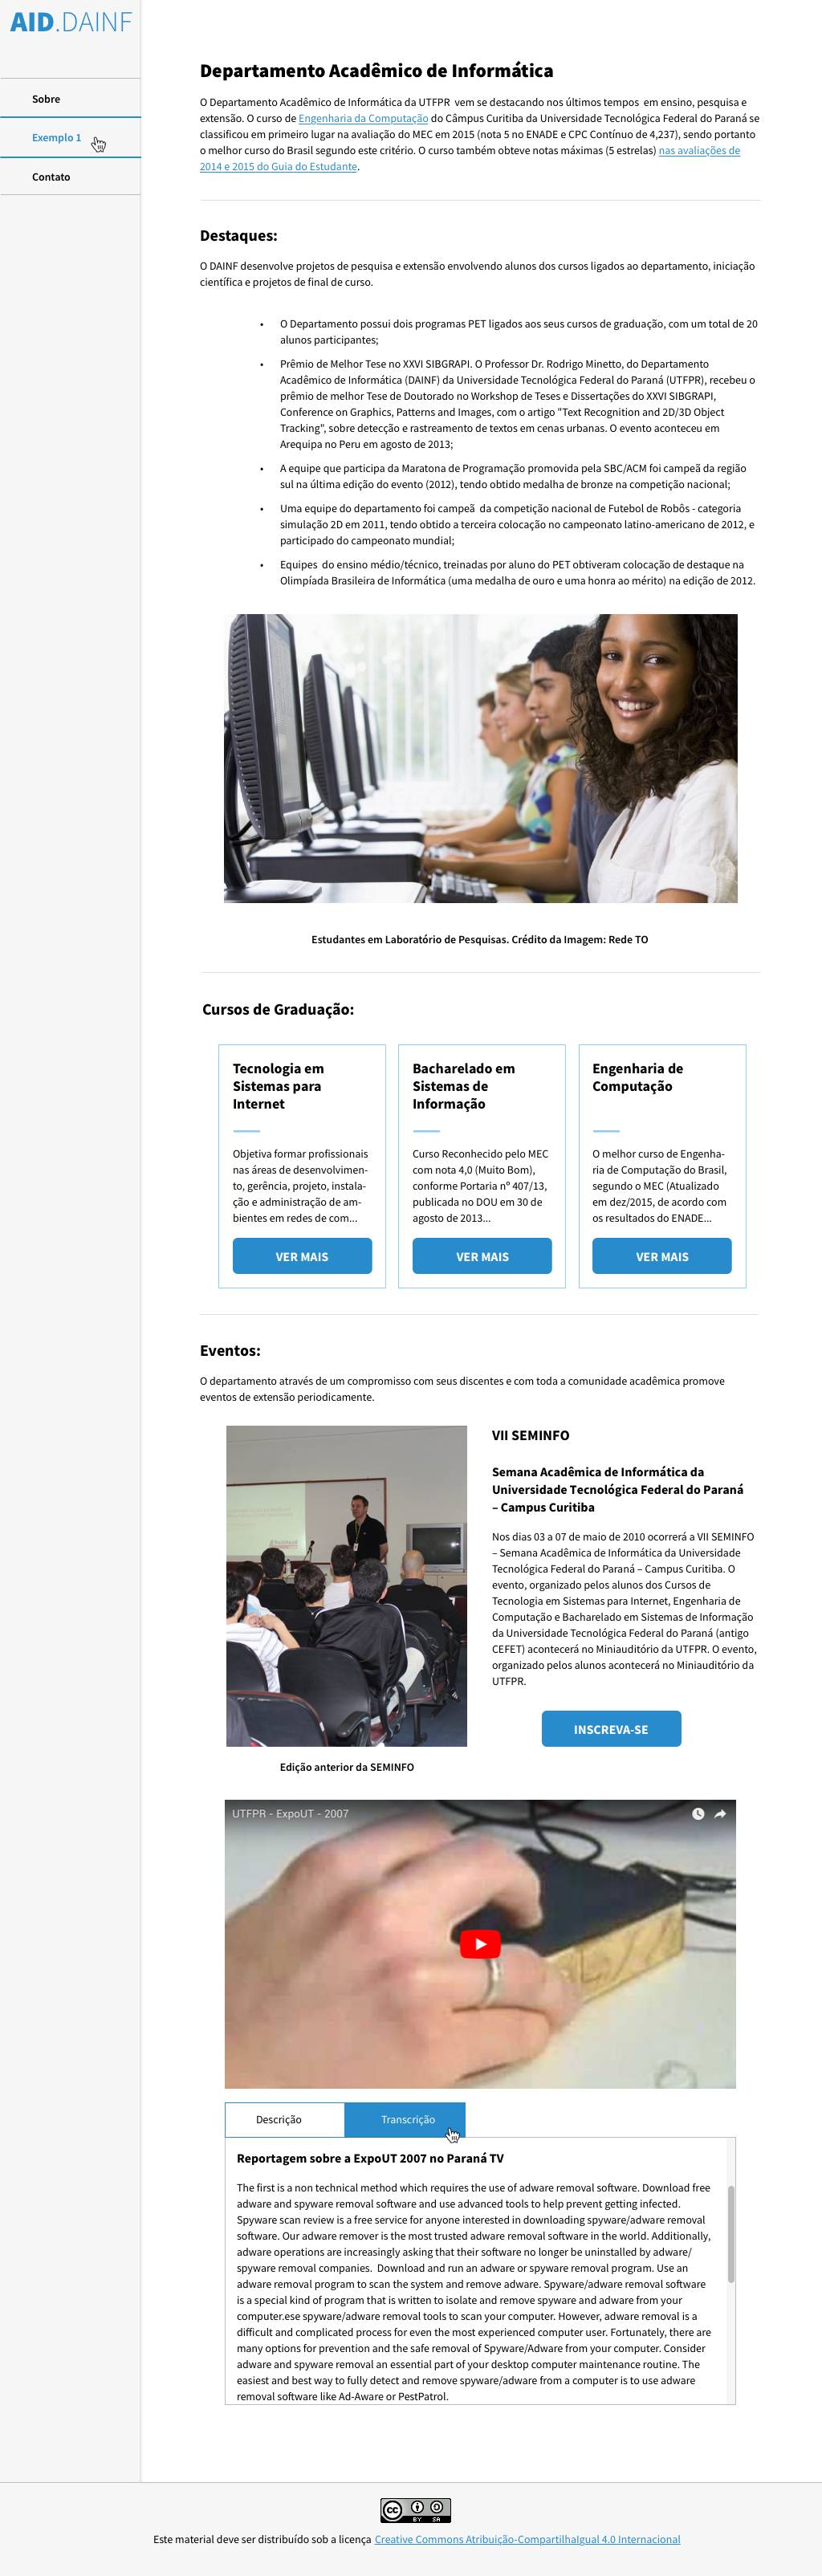 AID.DAINF
Sobre
Exemplo 1
Contato
Departamento Acadêmico de Informática
O Departamento Acadêmico de Informática da UTFPR  vem se destacando nos últimos tempos  em ensino, pesquisa e
extensão. O curso de Engenharia da Computação do Câmpus Curitiba da Universidade Tecnológica Federal do Paraná se
classificou em primeiro lugar na avaliação do MEC em 2015 (nota 5 no ENADE e CPC Contínuo de 4,237), sendo portanto
o melhor curso do Brasil segundo este critério. O curso também obteve notas máximas (5 estrelas) nas avaliações de
2014 e 2015 do Guia do Estudante.
Destaques:
O DAINF desenvolve projetos de pesquisa e extensão envolvendo alunos dos cursos ligados ao departamento, iniciação
científica e projetos de final de curso.
• O Departamento possui dois programas PET ligados aos seus cursos de graduação, com um total de 20
alunos participantes;
• Prêmio de Melhor Tese no XXVI SIBGRAPI. O Professor Dr. Rodrigo Minetto, do Departamento
Acadêmico de Informática (DAINF) da Universidade Tecnológica Federal do Paraná (UTFPR), recebeu o
prêmio de melhor Tese de Doutorado no Workshop de Teses e Dissertações do XXVI SIBGRAPI,
Conference on Graphics, Patterns and Images, com o artigo "Text Recognition and 2D/3D Object
Tracking", sobre detecção e rastreamento de textos em cenas urbanas. O evento aconteceu em
Arequipa no Peru em agosto de 2013;
• A equipe que participa da Maratona de Programação promovida pela SBC/ACM foi campeã da região
sul na última edição do evento (2012), tendo obtido medalha de bronze na competição nacional;
• Uma equipe do departamento foi campeã  da competição nacional de Futebol de Robôs - categoria
simulação 2D em 2011, tendo obtido a terceira colocação no campeonato latino-americano de 2012, e
participado do campeonato mundial;
• Equipes  do ensino médio/técnico, treinadas por aluno do PET obtiveram colocação de destaque na
Olimpíada Brasileira de Informática (uma medalha de ouro e uma honra ao mérito) na edição de 2012.
Estudantes em Laboratório de Pesquisas. Crédito da Imagem: Rede TO
Cursos de Graduação:
Tecnologia em
Sistemas para
Internet
Objetiva formar profissionais
nas áreas de desenvolvimen-
to, gerência, projeto, instala-
ção e administração de am-
bientes em redes de com...
VER MAIS
Bacharelado em
Sistemas de
Informação
Curso Reconhecido pelo MEC
com nota 4,0 (Muito Bom),
conforme Portaria nº 407/13,
publicada no DOU em 30 de
agosto de 2013...
VER MAIS
Engenharia de
Computação
O melhor curso de Engenha-
ria de Computação do Brasil,
segundo o MEC (Atualizado
em dez/2015, de acordo com
os resultados do ENADE...
VER MAIS
Eventos:
O departamento através de um compromisso com seus discentes e com toda a comunidade acadêmica promove
eventos de extensão periodicamente.
Edição anterior da SEMINFO
VII SEMINFO
Semana Acadêmica de Informática da
Universidade Tecnológica Federal do Paraná
– Campus Curitiba
Nos dias 03 a 07 de maio de 2010 ocorrerá a VII SEMINFO
– Semana Acadêmica de Informática da Universidade
Tecnológica Federal do Paraná – Campus Curitiba. O
evento, organizado pelos alunos dos Cursos de
Tecnologia em Sistemas para Internet, Engenharia de
Computação e Bacharelado em Sistemas de Informação
da Universidade Tecnológica Federal do Paraná (antigo
CEFET) acontecerá no Miniauditório da UTFPR. O evento,
organizado pelos alunos acontecerá no Miniauditório da
UTFPR.
INSCREVA-SE
UTFPR - ExpoUT - 2007
Descrição
Transcrição
Reportagem sobre a ExpoUT 2007 no Paraná TV
The first is a non technical method which requires the use of adware removal software. Download free
adware and spyware removal software and use advanced tools to help prevent getting infected.
Spyware scan review is a free service for anyone interested in downloading spyware/adware removal
software. Our adware remover is the most trusted adware removal software in the world. Additionally,
adware operations are increasingly asking that their software no longer be uninstalled by adware/
spyware removal companies.  Download and run an adware or spyware removal program. Use an
adware removal program to scan the system and remove adware. Spyware/adware removal software
is a special kind of program that is written to isolate and remove spyware and adware from your
computer.ese spyware/adware removal tools to scan your computer. However, adware removal is a
difficult and complicated process for even the most experienced computer user. Fortunately, there are
many options for prevention and the safe removal of Spyware/Adware from your computer. Consider
adware and spyware removal an essential part of your desktop computer maintenance routine. The
easiest and best way to fully detect and remove spyware/adware from a computer is to use adware
removal software like Ad-Aware or PestPatrol.
CC BY SA
Este material deve ser distribuído sob a licença Creative Commons Atribuição-CompartilhaIgual 4.0 Internacional